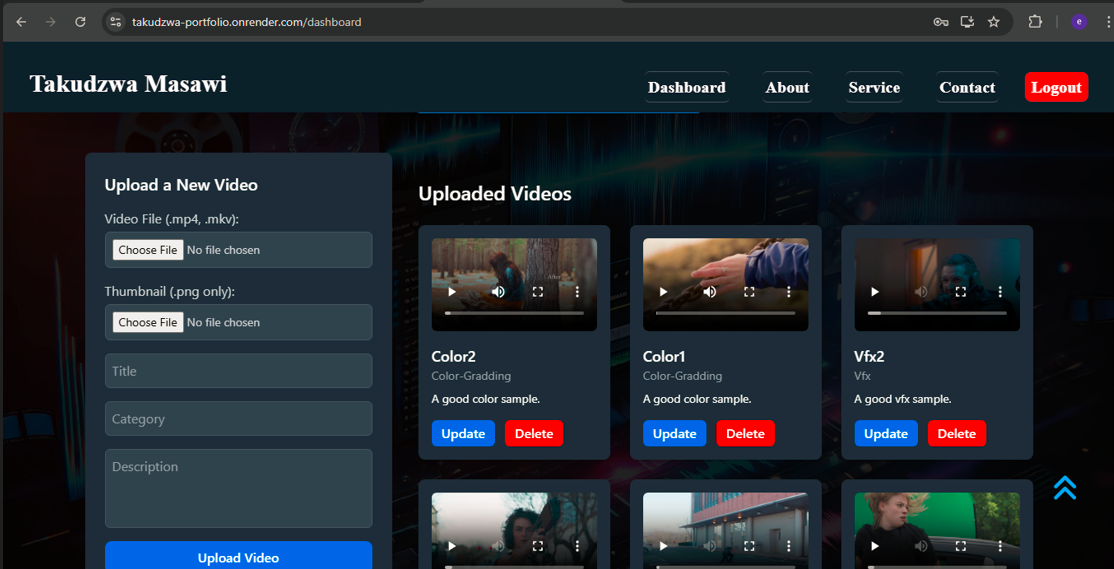 takudzwa-portfolio.onrender.com/dashboard
e
Takudzwa Masawi
Dashboard
About
Service
Contact
Logout
Upload a New Video
Video File (.mp4, .mkv):
Choose File No file chosen
Thumbnail (.png only):
Choose File No file chosen
Title
Category
Description
Upload Video
Uploaded Videos
After
Color2
Color-Gradding
A good color sample.
Update
Delete
Color1
Color-Gradding
A good color sample.
Update
Delete
Vfx2
Vfx
A good vfx sample.
Update
Delete